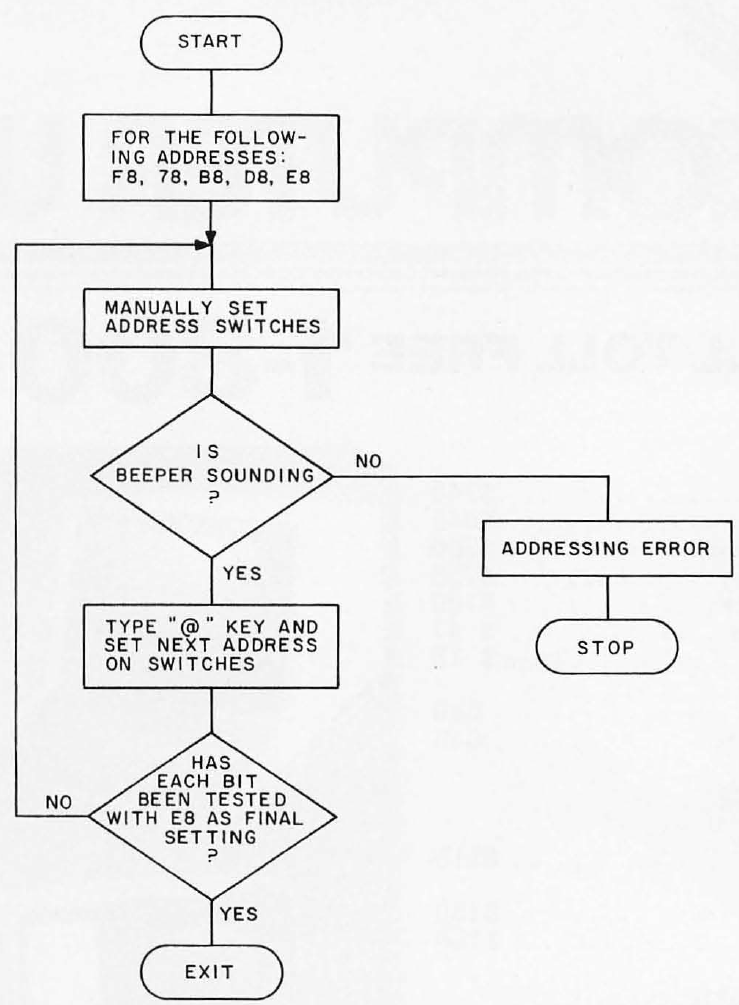 START
FOR THE FOLLOW-
ING ADDRESSES:
F8, 78, B8, D8, E8
MANUALLY SET
ADDRESS SWITCHES
IS
BEEPER SOUNDING
?
NO
ADDRESSING ERROR
STOP
YES
TYPE "@" KEY AND
SET NEXT ADDRESS
ON SWITCHES
HAS
EACH BIT
BEEN TESTED
WITH E8 AS FINAL
SETTING
?
NO
YES
EXIT